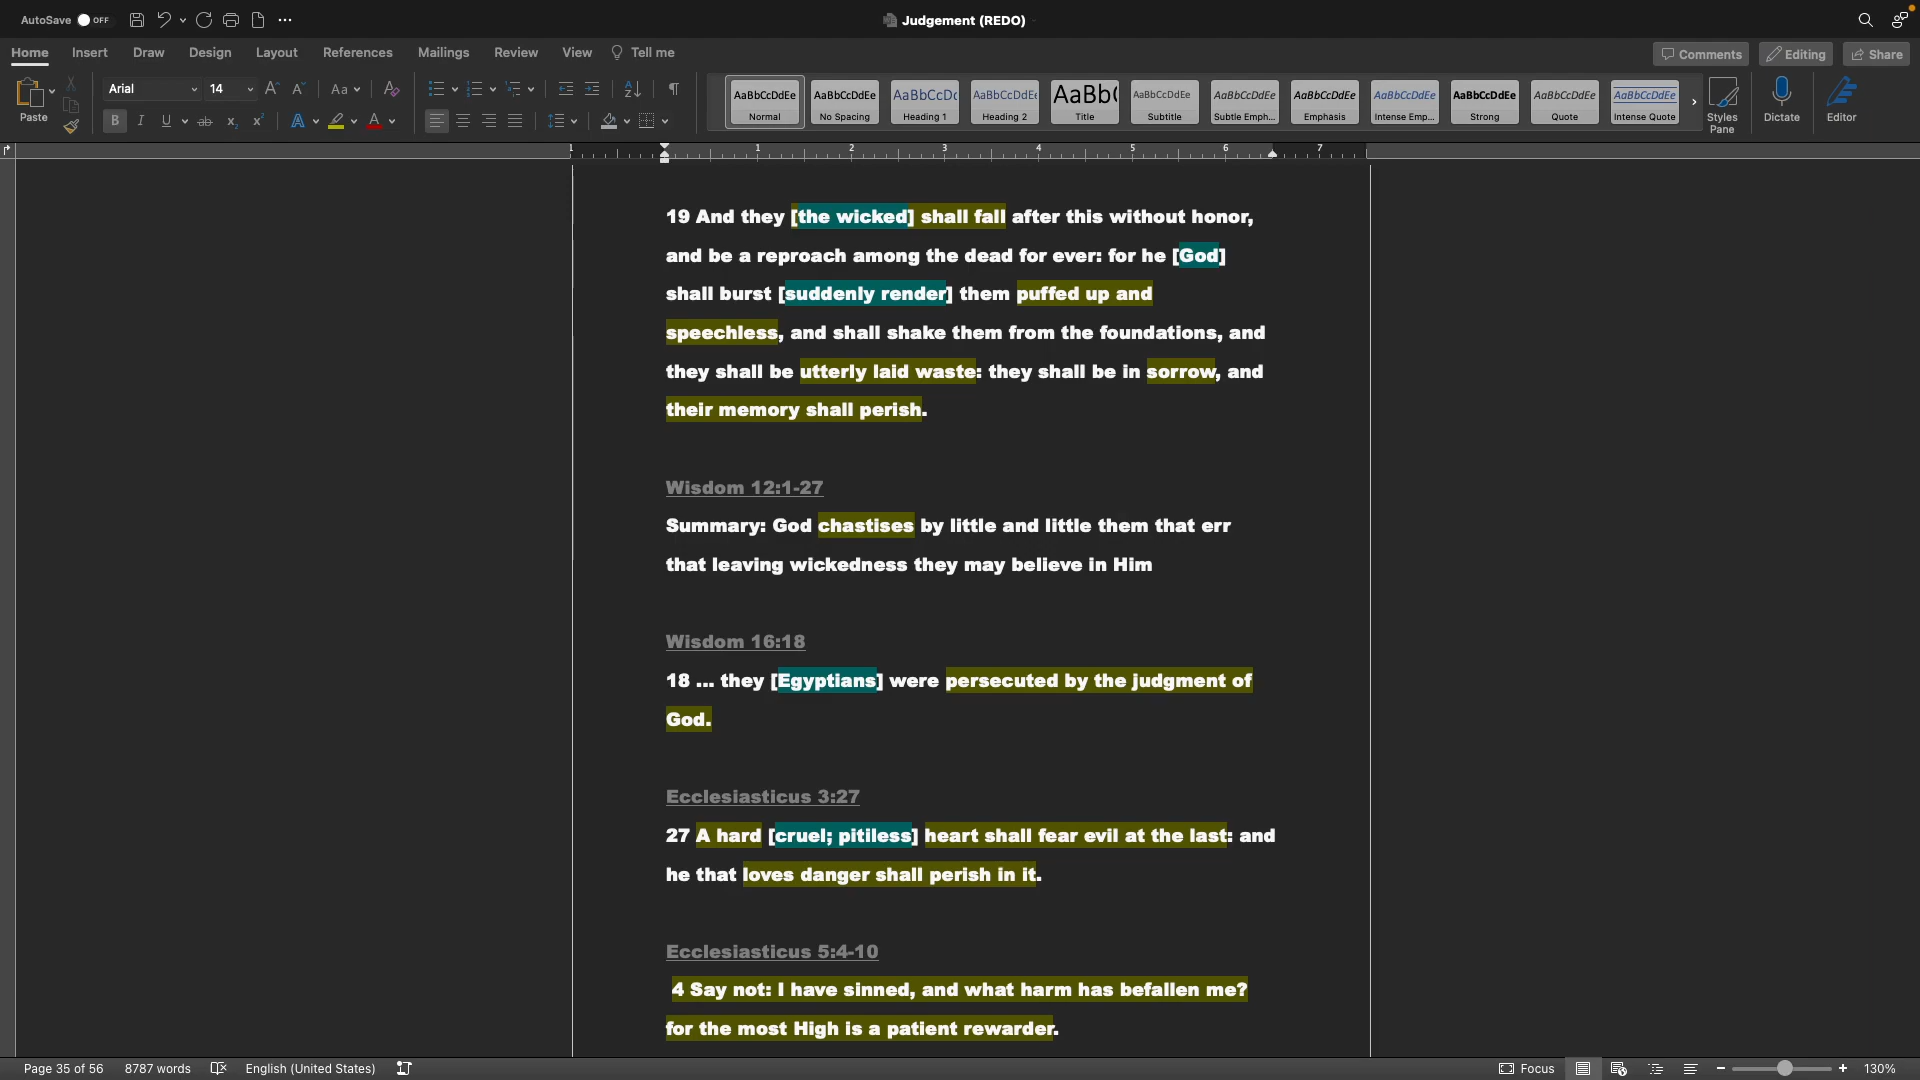 AutoSave OFF
Judgement (REDO)
Home Insert Draw Design Layout References Mailings Review View Tell me
Comments Editing Share
Paste
Arial 14
Aa
AaBbCcDdEe AaBbCcDdEe AaBbCcDc AaBbCcDdEe AaBb( AaBbCcDdEe AaBbCcDdEe AaBbCcDdEe AaBbCcDdEe AaBbCcDdEe AaBbCcDdEe AaBbCcDdEe
Normal No Spacing Heading 1 Heading 2 Title Subtitle Subtle Emph... Emphasis Intense Emp... Strong Quote Intense Quote
Styles Pane
Dictate
Editor
1 1 2 3 4 5 6 7
19 And they [the wicked] shall fall after this without honor,
and be a reproach among the dead for ever: for he [God]
shall burst [suddenly render] them puffed up and
speechless, and shall shake them from the foundations, and
they shall be utterly laid waste: they shall be in sorrow, and
their memory shall perish.
Wisdom 12:1-27
Summary: God chastises by little and little them that err
that leaving wickedness they may believe in Him
Wisdom 16:18
18 ... they [Egyptians] were persecuted by the judgment of
God.
Ecclesiasticus 3:27
27 A hard [cruel; pitiless] heart shall fear evil at the last: and
he that loves danger shall perish in it.
Ecclesiasticus 5:4-10
4 Say not: I have sinned, and what harm has befallen me?
for the most High is a patient rewarder.
Page 35 of 56 8787 words English (United States) Focus 130%